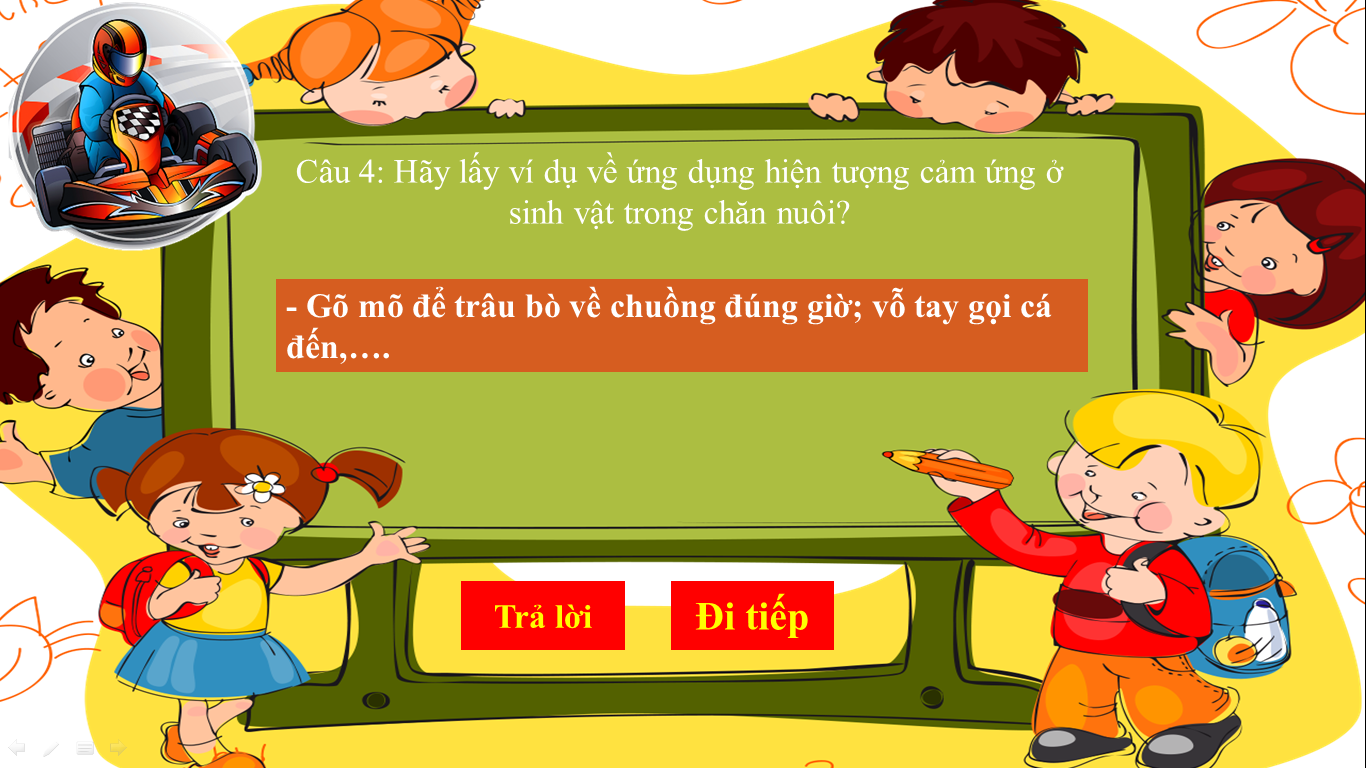 Câu 4: Hãy lấy ví dụ về ứng dụng hiện tượng cảm ứng ở
sinh vật trong chăn nuôi?
- Gõ mõ để trâu bò về chuồng đúng giờ; vỗ tay gọi cá
đến,….
Trả lời
Đi tiếp